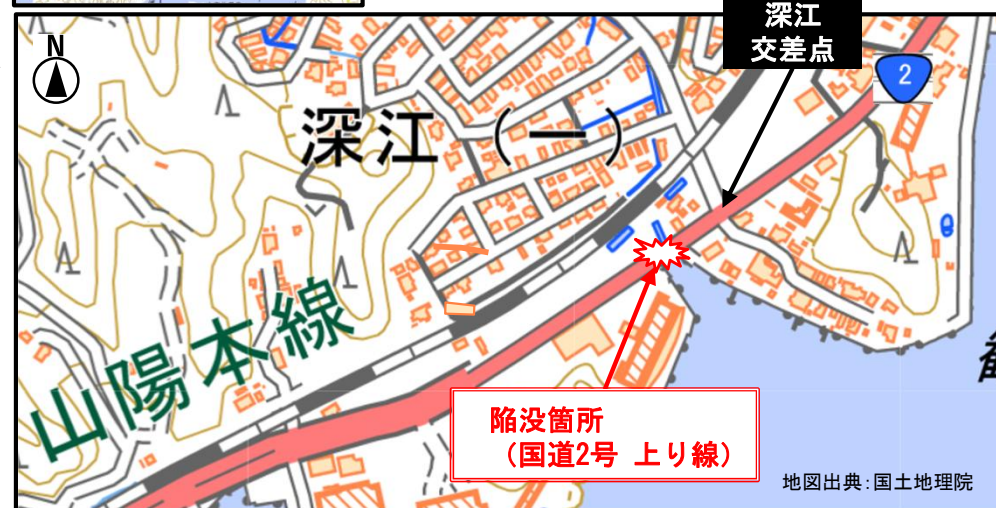 N
深江
交差点
2
深江（一）
山陽本線
陥没箇所
（国道2号 上り線）
地図出典：国土地理院